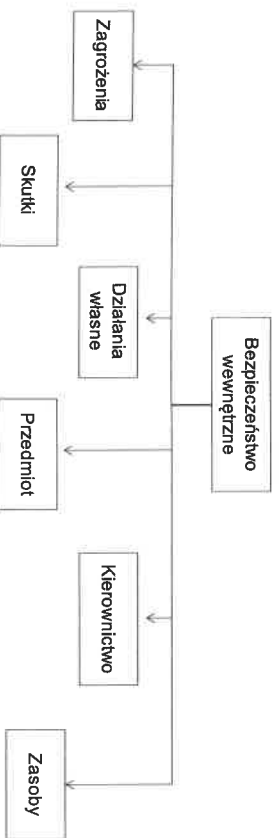 Bezpieczeństwo
wewnętrzne
Zagrożenia
Skutki
Działania
własne
Przedmiot
Kierownictwo
Zasoby